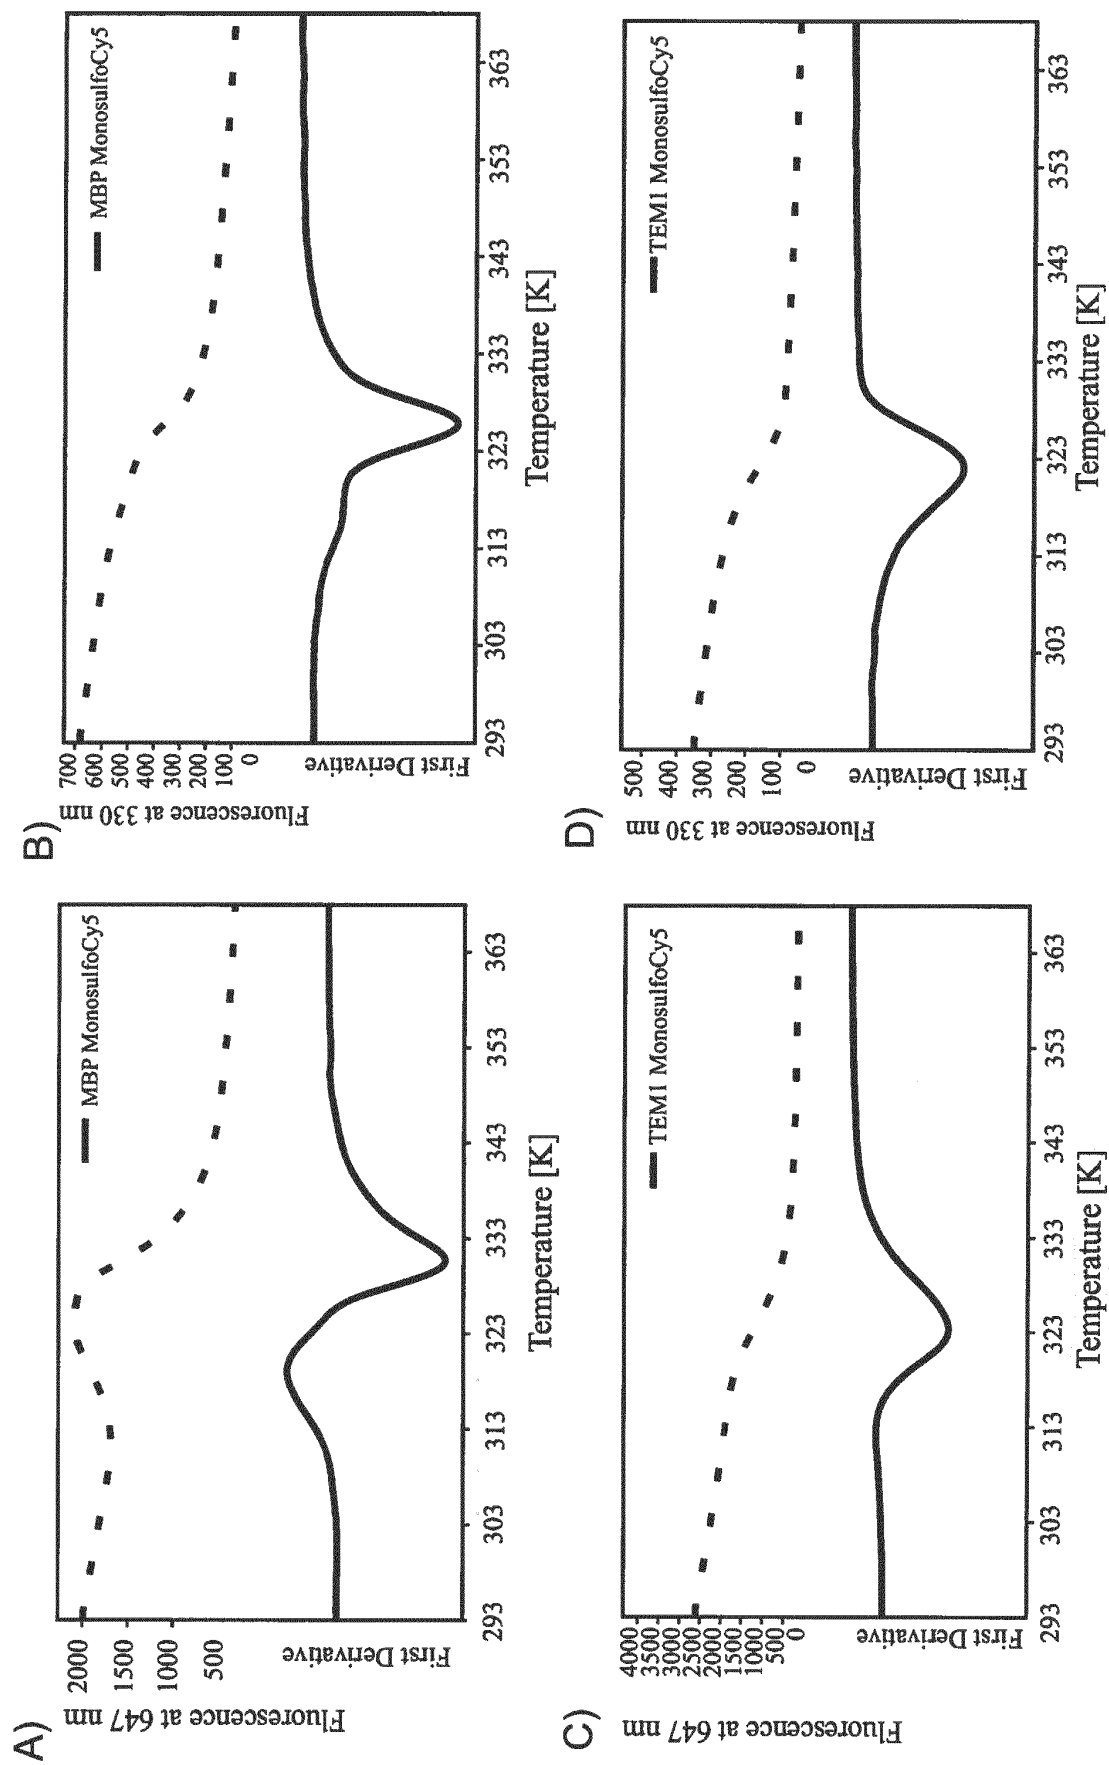 A)
Fluorescence at 647 nm
2000
1500
1000
500
First Derivative
MBP MonosulfoCy5
293
303
313
323
333
343
353
363
Temperature [K]
B)
Fluorescence at 330 nm
700
600
500
400
300
200
100
0
First Derivative
MBP MonosulfoCy5
293
303
313
323
333
343
353
363
Temperature [K]
C)
Fluorescence at 647 nm
4000
3500
3000
2500
2000
1500
1000
500
0
First Derivative
TEM1 MonosulfoCy5
293
303
313
323
333
343
353
363
Temperature [K]
D)
Fluorescence at 330 nm
500
400
300
200
100
0
First Derivative
TEM1 MonosulfoCy5
293
303
313
323
333
343
353
363
Temperature [K]